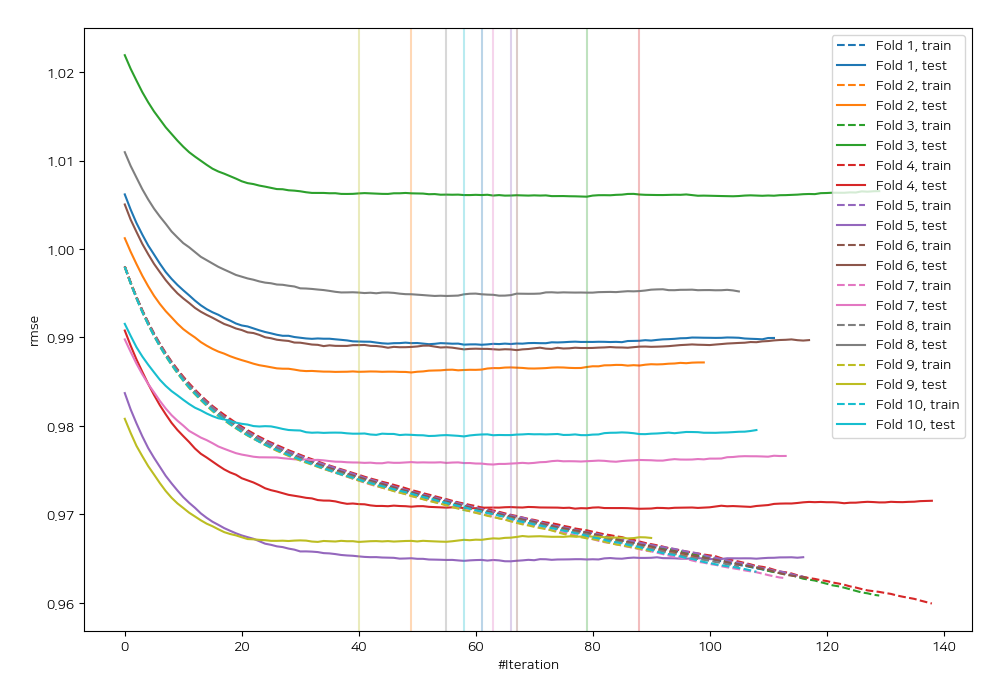 1,02
1,01
1,00
0,99
0,98
0,97
0,96
rmse
0
20
40
60
80
100
120
140
#Iteration
Fold 1, train
Fold 1, test
Fold 2, train
Fold 2, test
Fold 3, train
Fold 3, test
Fold 4, train
Fold 4, test
Fold 5, train
Fold 5, test
Fold 6, train
Fold 6, test
Fold 7, train
Fold 7, test
Fold 8, train
Fold 8, test
Fold 9, train
Fold 9, test
Fold 10, train
Fold 10, test